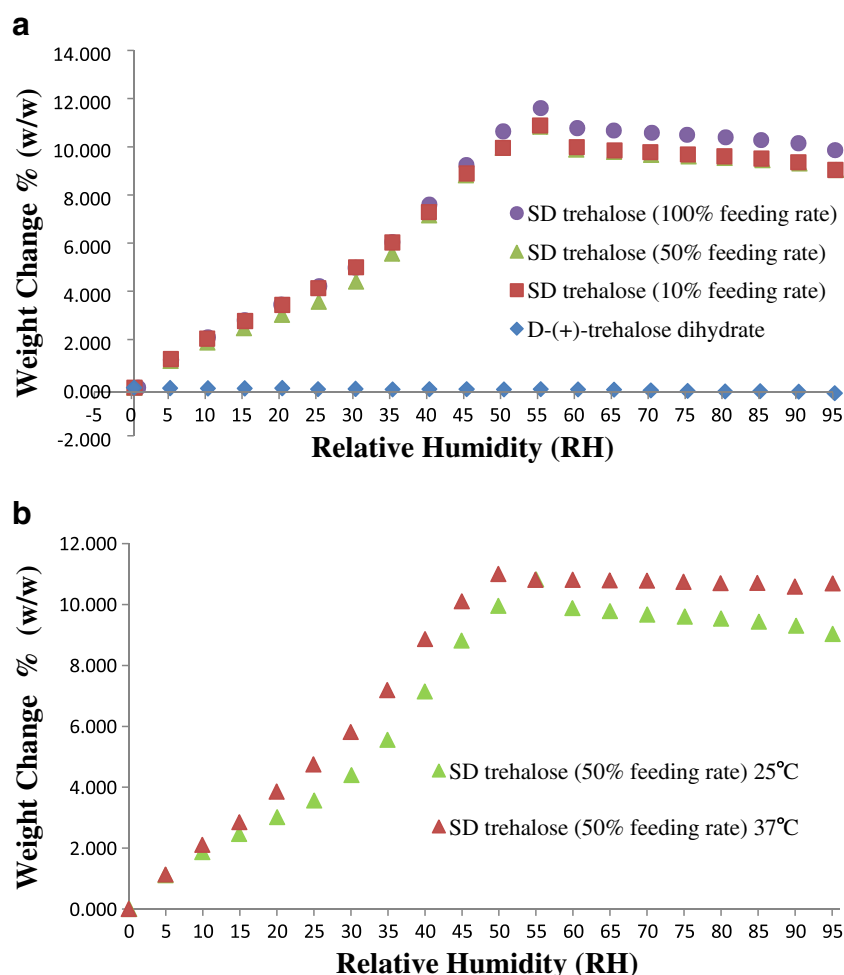 a
14.000
12.000
10.000
8.000
6.000
4.000
2.000
0.000
-2.000
Weight Change % (w/w)
SD trehalose (100% feeding rate)
SD trehalose (50% feeding rate)
SD trehalose (10% feeding rate)
D-(+)-trehalose dihydrate
-5 0 5 10 15 20 25 30 35 40 45 50 55 60 65 70 75 80 85 90 95
Relative Humidity (RH)
b
12.000
10.000
8.000
6.000
4.000
2.000
0.000
Weight Change % (w/w)
SD trehalose (50% feeding rate) 25°C
SD trehalose (50% feeding rate) 37°C
0 5 10 15 20 25 30 35 40 45 50 55 60 65 70 75 80 85 90 95
Relative Humidity (RH)